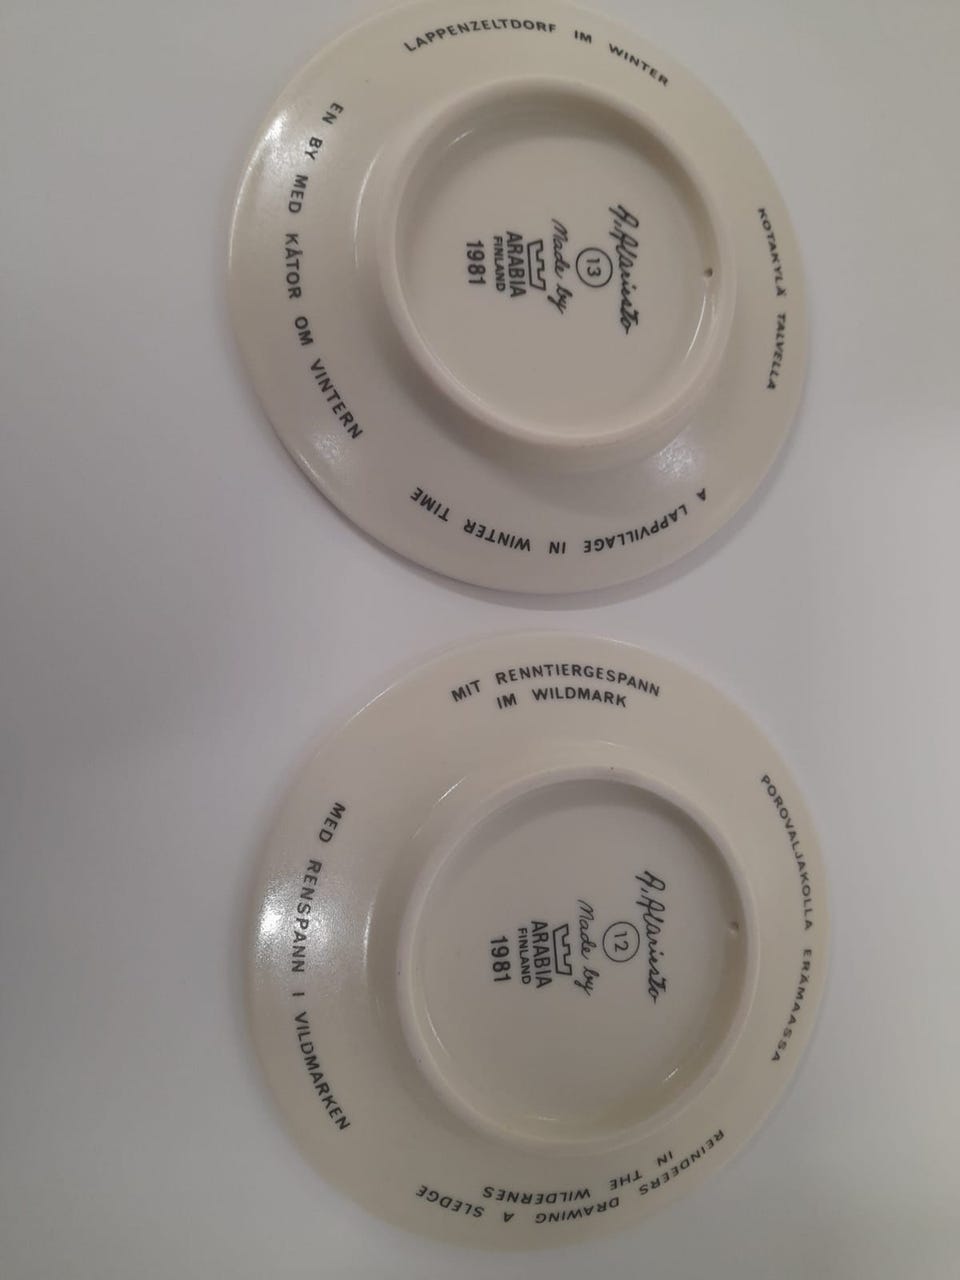 LAPPENZELTDORF IM WINTER
KOTAKYLÄ TALVELLA
A LAPPVILLAGE IN WINTER TIME
EN BY MED KÅTOR OM VINTERN
A. Alariesto
13
Made by
ARABIA
FINLAND
1981
MIT RENNTIERGESPANN
IM WILDMARK
POROVALJAKOLLA ERÄMAASSA
REINDEERS DRAWING A SLEDGE
IN THE WILDERNES
MED RENSPANN I VILDMARKEN
A. Alariesto
12
Made by
ARABIA
FINLAND
1981